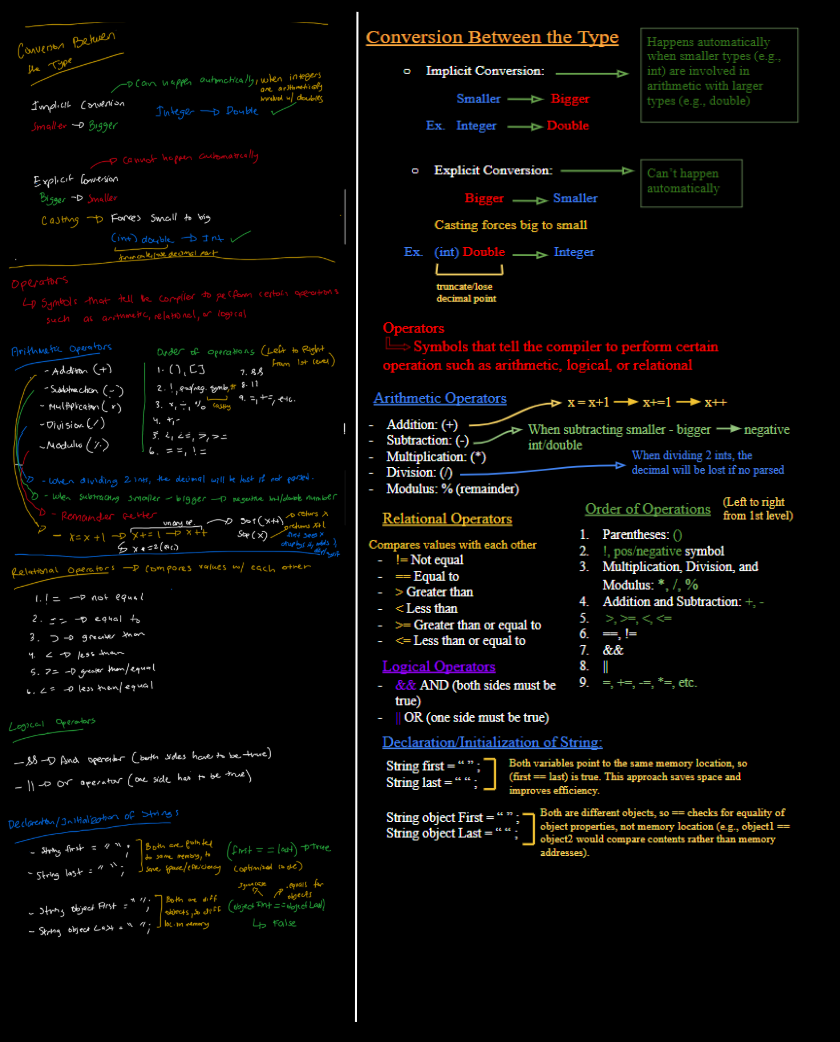 Conversion Between
the Type
Can happen automatically, when integers
are arithmetically
involved w/ doubles
Implicit Conversion
Integer → Double ✓
Smaller → Bigger
cannot happen automatically
Explicit Conversion
Bigger → Smaller
Casting → Forces small to big
(int) double → Int ✓
truncate/lose decimal part
Operators
↳ Symbols that tell the compiler to perform certain operations
such as arithmetic, relational, or logical
Arithmetic Operators
- Addition (+)
- Subtraction (-)
- Multiplication (*)
- Division (/)
- Modulo (%)
Order of operations (Left to Right
from 1st level)
1. ( ), [ ]
2. !, pos/neg. symb,
casting
3. *, ÷, %
4. +, -
5. <, <=, >, >=
6. ==, !=
7. &&
8. ||
9. =, +=, etc.
- When dividing 2 ints, the decimal will be lost if not parsed.
- When subtracting smaller - bigger → negative int/double number
- Remainder
- x = x + 1 → x += 1 → x++
unary op.
→ Sop(x++) → returns x
Sop(x) returns x+1
Relational Operators → compares values w/ each other
1. != → not equal
2. == → equal to
3. > → greater than
4. < → less than
5. >= → greater than/equal
6. <= → less than/equal
Logical Operators
- && → And operator (both sides have to be true)
- || → Or operator (one side has to be true)
Declaration/Initialization of Strings
- String first = " ";
- String last = " ";
Both are pointed
to same memory, to
save space/efficiency
(first == last) → True
(optimized code)
- String object First = " ";
- String object Last = " ";
Both are diff
objects, so diff
loc. in memory
.equals for
objects
(objectFirst == objectLast)
↳ False
Conversion Between the Type
○ Implicit Conversion:
Happens automatically
when smaller types (e.g.,
int) are involved in
arithmetic with larger
types (e.g., double)
Smaller → Bigger
Ex. Integer → Double
○ Explicit Conversion:
Can't happen
automatically
Bigger → Smaller
Casting forces big to small
Ex. (int) Double → Integer
truncate/lose
decimal point
Operators
Symbols that tell the compiler to perform certain
operation such as arithmetic, logical, or relational
Arithmetic Operators
- Addition: (+)
- Subtraction: (-)
- Multiplication: (*)
- Division: (/)
- Modulus: % (remainder)
x = x+1 → x+=1 → x++
When subtracting smaller - bigger → negative
int/double
When dividing 2 ints, the
decimal will be lost if no parsed
Relational Operators
Compares values with each other
- != Not equal
- == Equal to
- > Greater than
- < Less than
- >= Greater than or equal to
- <= Less than or equal to
Order of Operations
(Left to right
from 1st level)
1. Parentheses: ()
2. !, pos/negative symbol
3. Multiplication, Division, and
Modulus: *, /, %
4. Addition and Subtraction: +, -
5. >, >=, <, <=
6. ==, !=
7. &&
8. ||
9. =, +=, -=, *=, etc.
Logical Operators
- && AND (both sides must be
true)
- || OR (one side must be true)
Declaration/Initialization of String:
String first = “ ” ;
String last = “ “ ;
Both variables point to the same memory location, so
(first == last) is true. This approach saves space and
improves efficiency.
String object First = “ ” ;
String object Last = “ “ ;
Both are different objects, so == checks for equality of
object properties, not memory location (e.g., object1 ==
object2 would compare contents rather than memory
addresses).